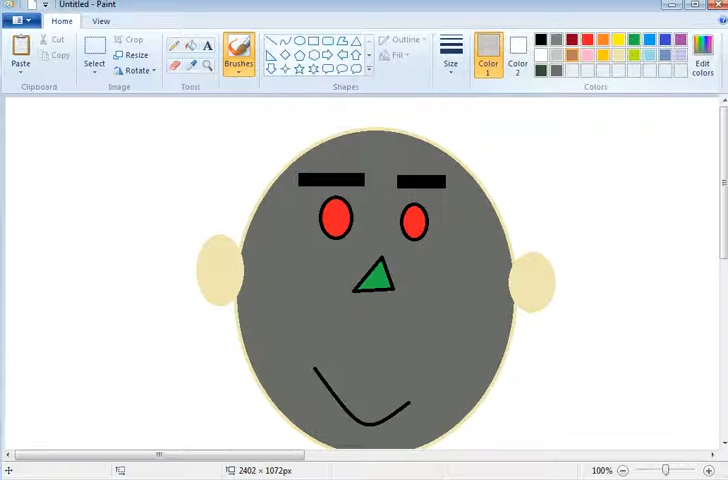 Untitled - Paint
Home View
Paste
Cut
Copy
Clipboard
Select
Crop
Resize
Rotate
Image
A
Tools
Brushes
Outline
Fill
Shapes
Size
Color 1
Color 2
Colors
Edit colors
2402 × 1072px
100%